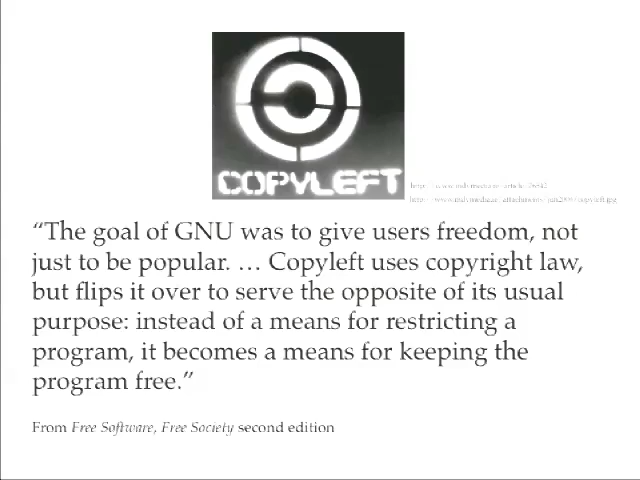 COPYLEFT
“The goal of GNU was to give users freedom, not
just to be popular. … Copyleft uses copyright law,
but flips it over to serve the opposite of its usual
purpose: instead of a means for restricting a
program, it becomes a means for keeping the
program free.”
From Free Software, Free Society second edition